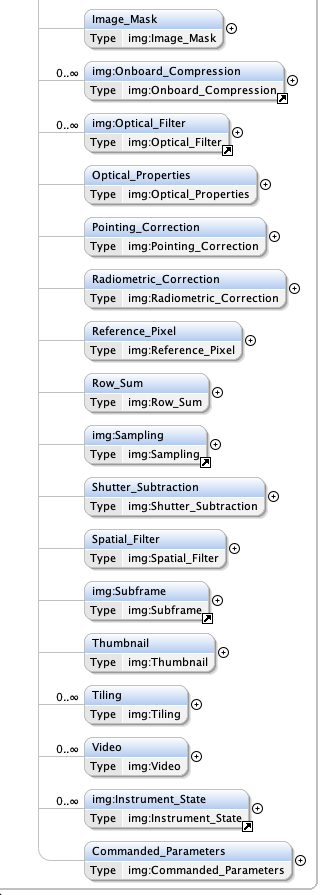 Image_Mask
Type img:Image_Mask
0..∞ img:Onboard_Compression
Type img:Onboard_Compression
0..∞ img:Optical_Filter
Type img:Optical_Filter
Optical_Properties
Type img:Optical_Properties
Pointing_Correction
Type img:Pointing_Correction
Radiometric_Correction
Type img:Radiometric_Correction
Reference_Pixel
Type img:Reference_Pixel
Row_Sum
Type img:Row_Sum
img:Sampling
Type img:Sampling
Shutter_Subtraction
Type img:Shutter_Subtraction
Spatial_Filter
Type img:Spatial_Filter
img:Subframe
Type img:Subframe
Thumbnail
Type img:Thumbnail
0..∞ Tiling
Type img:Tiling
0..∞ Video
Type img:Video
0..∞ img:Instrument_State
Type img:Instrument_State
Commanded_Parameters
Type img:Commanded_Parameters